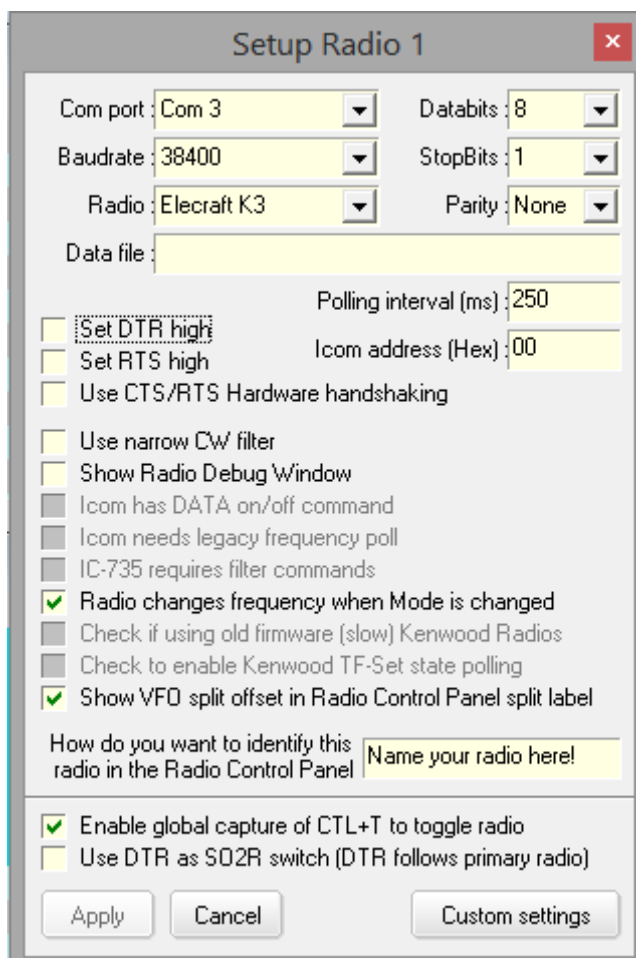 Setup Radio 1
Com port : Com 3 Databits : 8
Baudrate : 38400 StopBits : 1
Radio : Elecraft K3 Parity : None
Data file :
Polling interval (ms) : 250
Set DTR high
Icom address (Hex) : 00
Set RTS high
Use CTS/RTS Hardware handshaking
Use narrow CW filter
Show Radio Debug Window
Icom has DATA on/off command
Icom needs legacy frequency poll
IC-735 requires filter commands
Radio changes frequency when Mode is changed
Check if using old firmware (slow) Kenwood Radios
Check to enable Kenwood TF-Set state polling
Show VFO split offset in Radio Control Panel split label
How do you want to identify this
radio in the Radio Control Panel
Name your radio here!
Enable global capture of CTL+T to toggle radio
Use DTR as SO2R switch (DTR follows primary radio)
Apply Cancel Custom settings